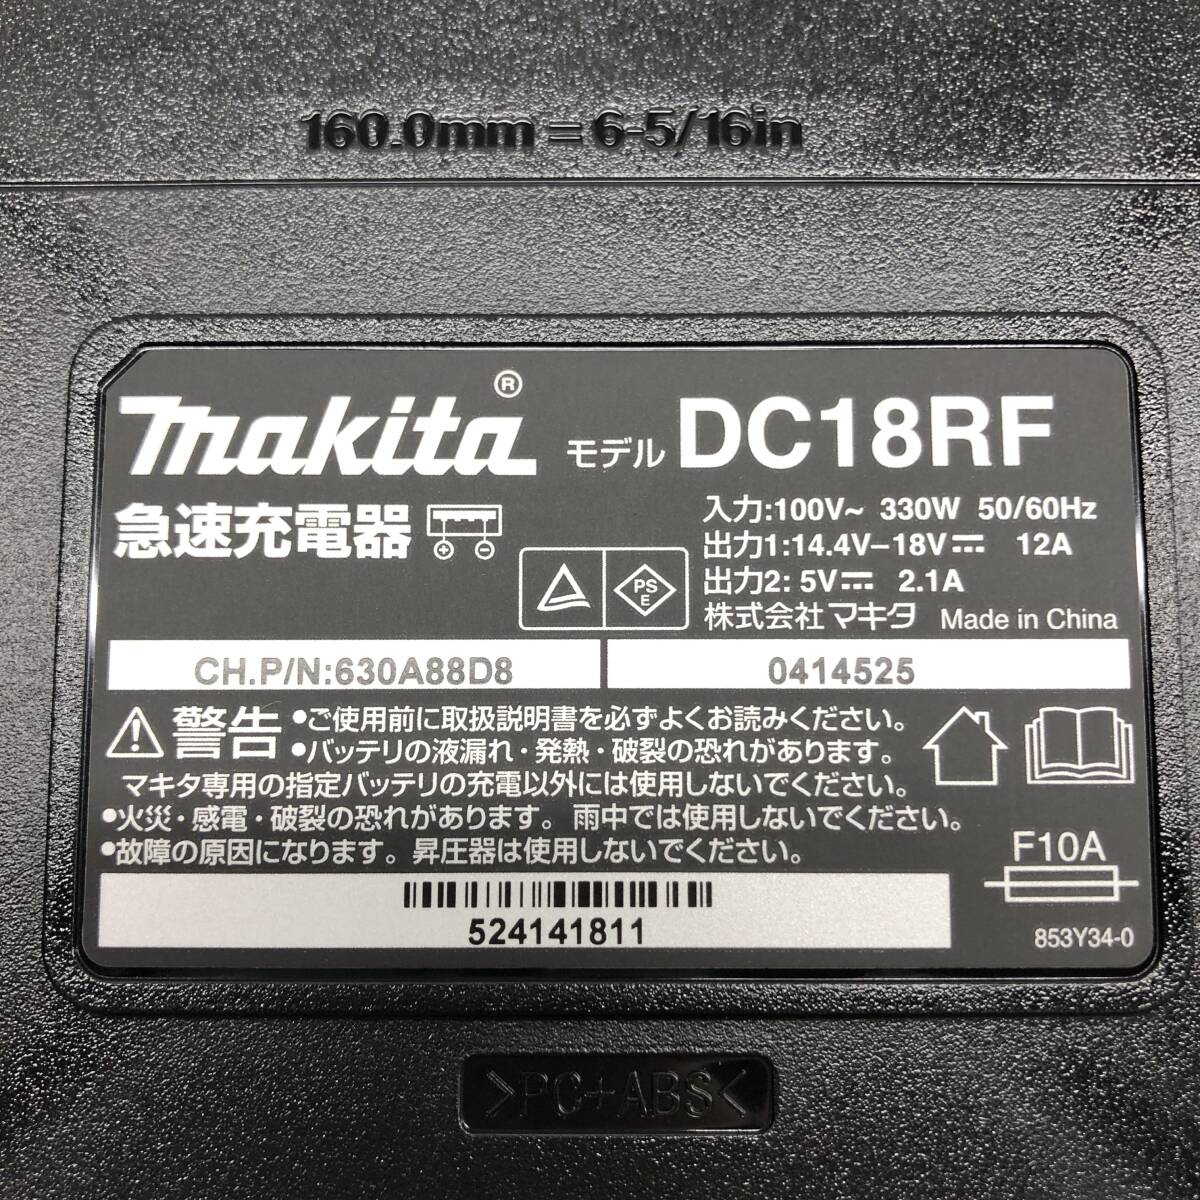 160.0mm=6-5/16in
makita® モデル DC18RF
急速充電器
入力:100V~ 330W 50/60Hz
出力1:14.4V–18V⎓ 12A
出力2: 5V⎓ 2.1A
PS
E
株式会社マキタ Made in China
CH.P/N:630A88D8 0414525
警告 •ご使用前に取扱説明書を必ずよくお読みください。
•バッテリの液漏れ・発熱・破裂の恐れがあります。
マキタ専用の指定バッテリの充電以外には使用しないでください。
•火災・感電・破裂の恐れがあります。雨中では使用しないでください。
•故障の原因になります。昇圧器は使用しないでください。
F10A
524141811
853Y34-0
>PC+ABS<